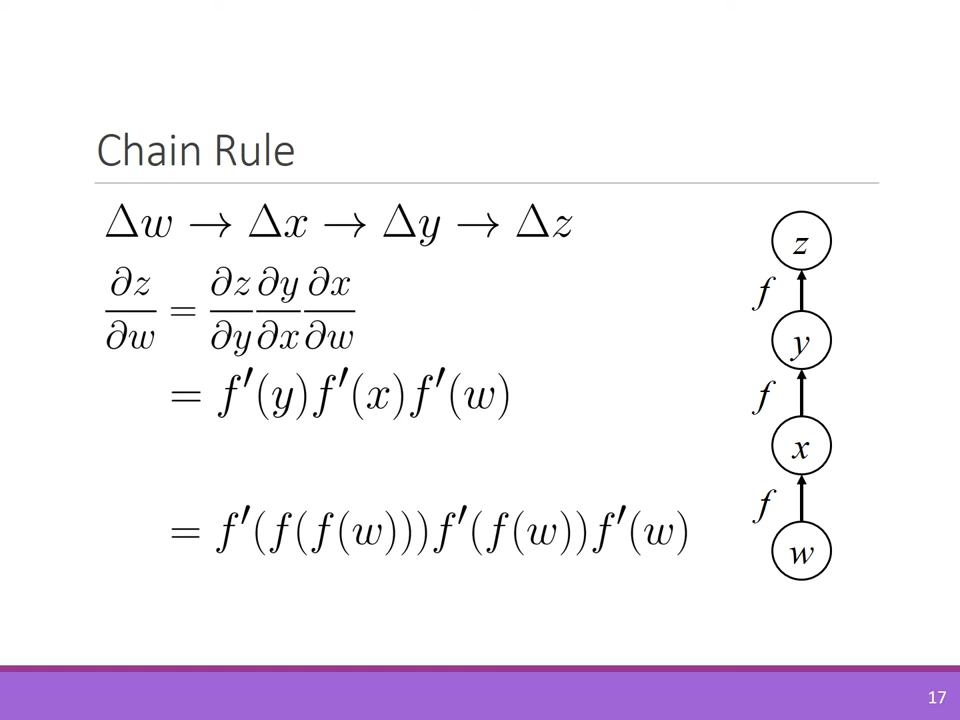 Chain Rule
Δw → Δx → Δy → Δz
∂z/∂w = ∂z/∂y ∂y/∂x ∂x/∂w
= f′(y)f′(x)f′(w)
= f′(f(f(w)))f′(f(w))f′(w)
z
f
y
f
x
f
w
17